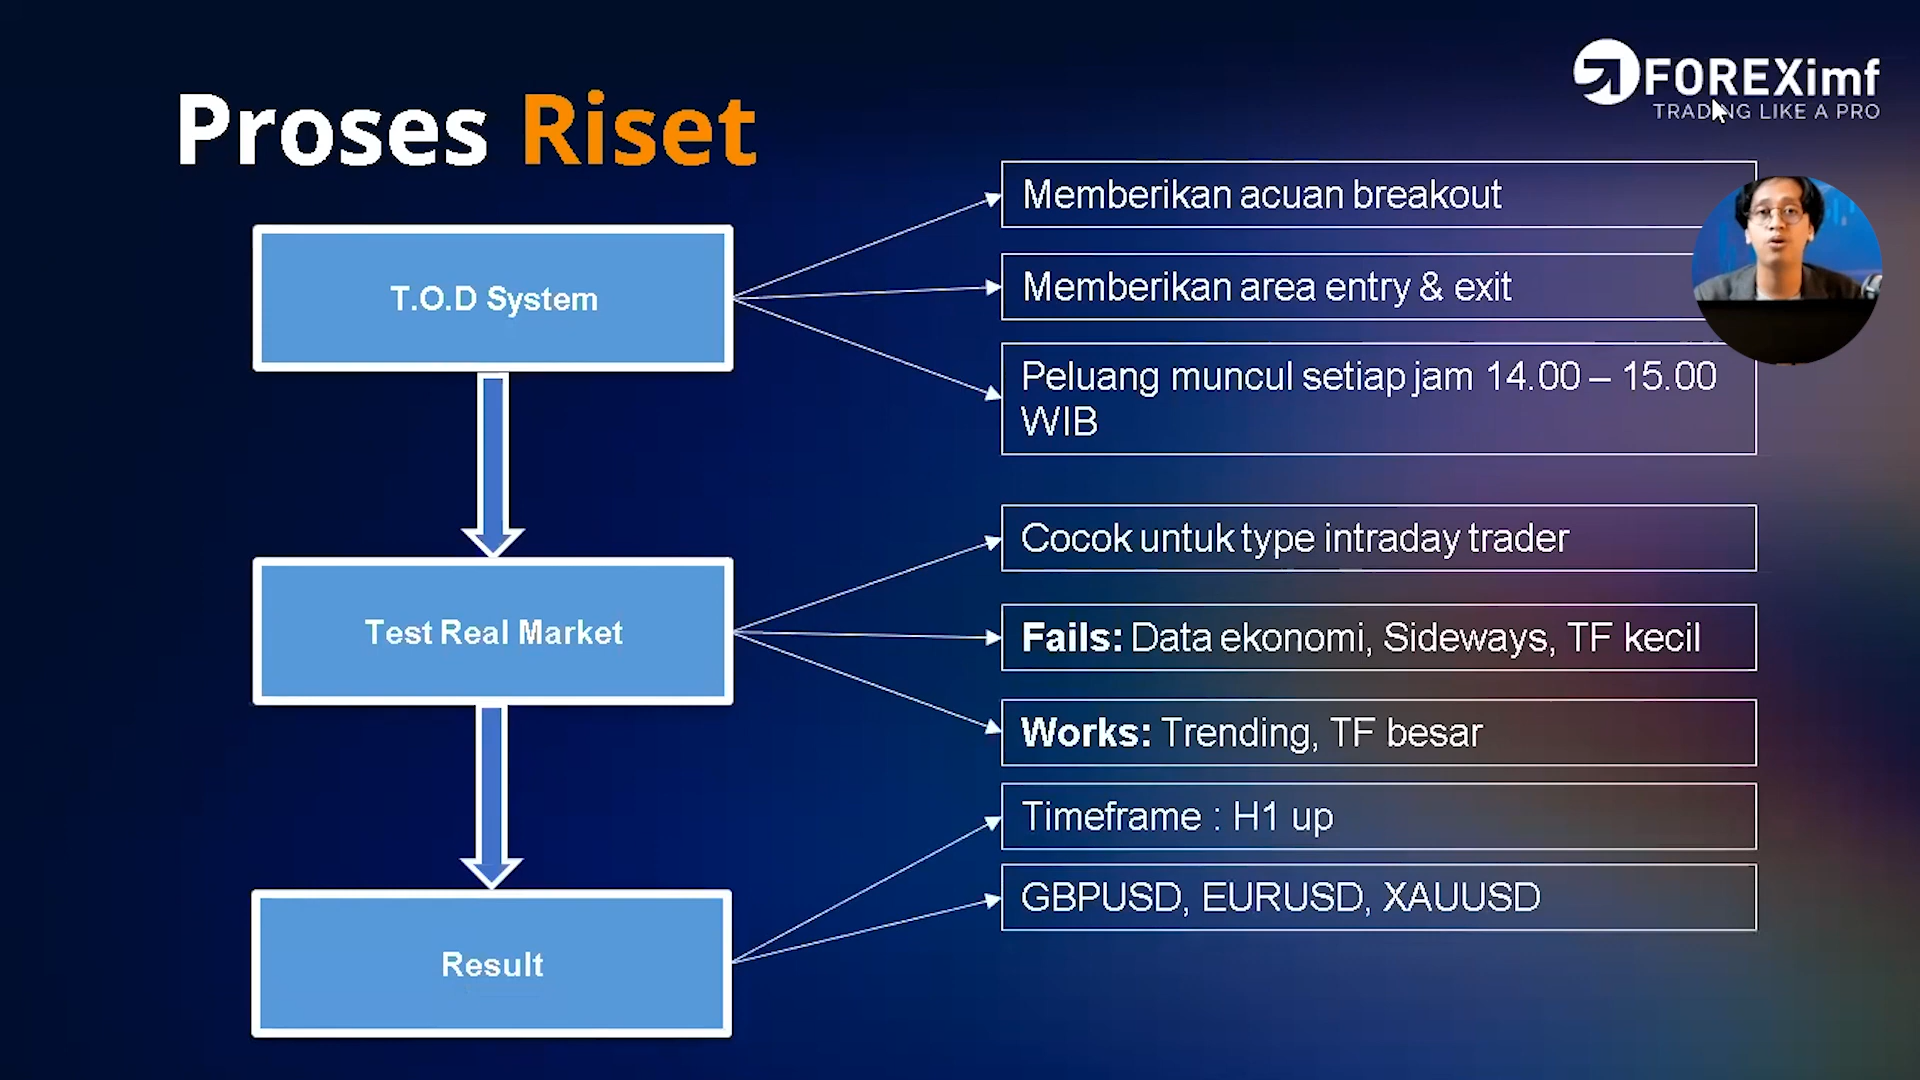 FOREXimf
TRADING LIKE A PRO
Proses Riset
T.O.D System
Memberikan acuan breakout
Memberikan area entry & exit
Peluang muncul setiap jam 14.00 – 15.00
WIB
Test Real Market
Cocok untuk type intraday trader
Fails: Data ekonomi, Sideways, TF kecil
Works: Trending, TF besar
Result
Timeframe : H1 up
GBPUSD, EURUSD, XAUUSD